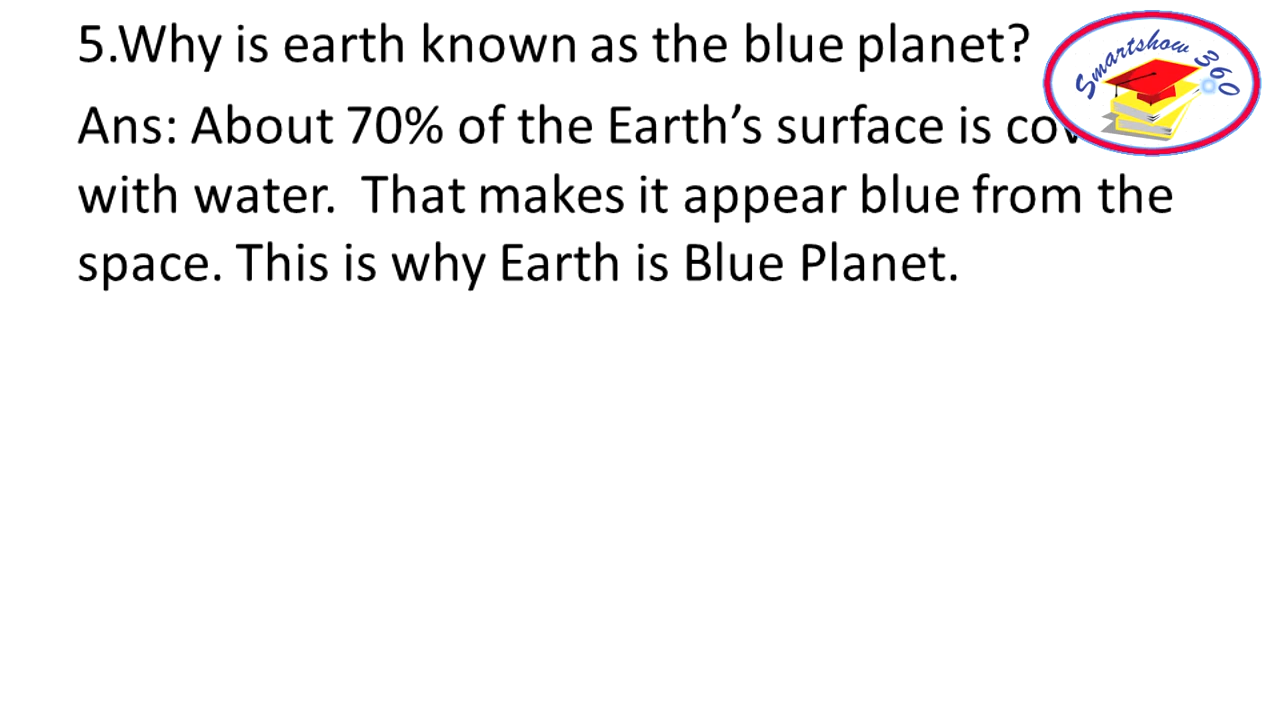 5.Why is earth known as the blue planet?
Smartshow 360
Ans: About 70% of the Earth's surface is
with water.  That makes it appear blue from the
space. This is why Earth is Blue Planet.